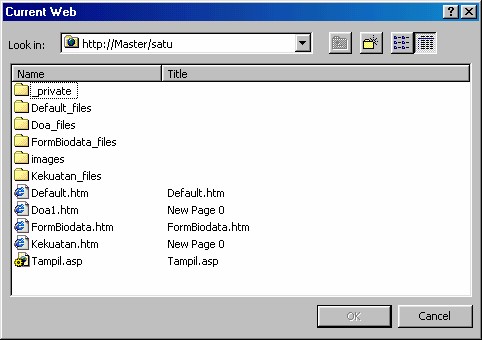 Current Web
Look in: http://Master/satu
Name Title
_private
Default_files
Doa_files
FormBiodata_files
images
Kekuatan_files
Default.htm Default.htm
Doa1.htm New Page 0
FormBiodata.htm FormBiodata.htm
Kekuatan.htm New Page 0
Tampil.asp Tampil.asp
OK Cancel